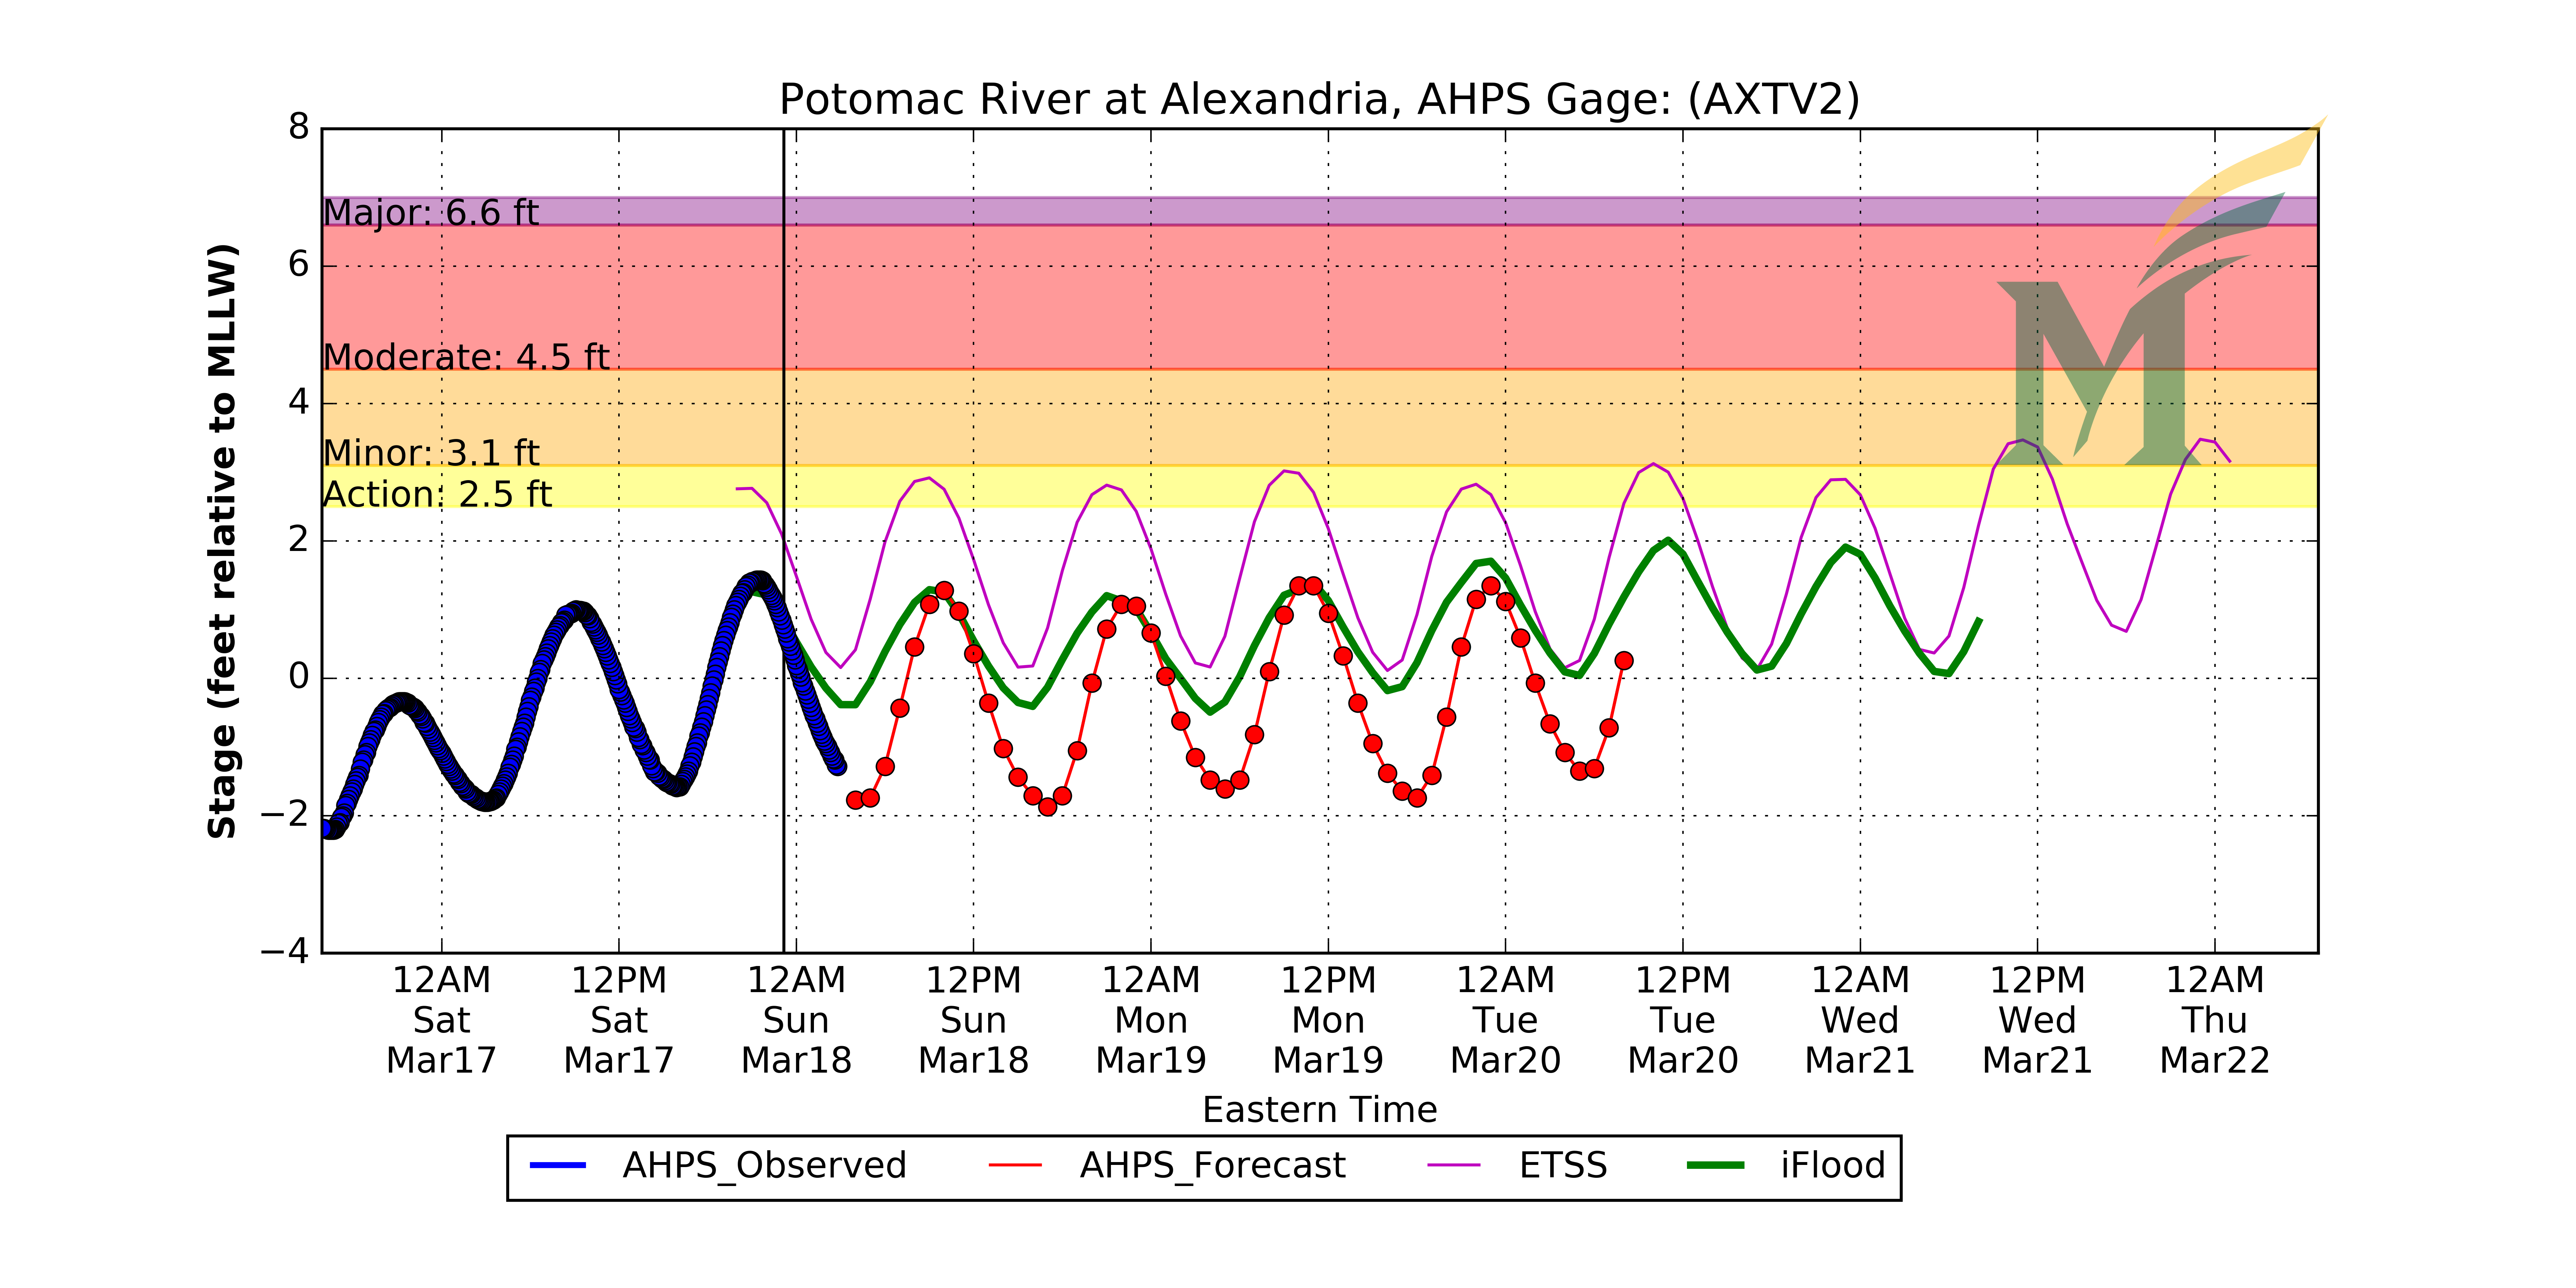 Potomac River at Alexandria, AHPS Gage: (AXTV2)
8
6
4
2
0
−2
−4
Stage (feet relative to MLLW)
Major: 6.6 ft
Moderate: 4.5 ft
Minor: 3.1 ft
Action: 2.5 ft
M
12AM 12PM 12AM 12PM 12AM 12PM 12AM 12PM 12AM 12PM 12AM
Sat Sat Sun Sun Mon Mon Tue Tue Wed Wed Thu
Mar17 Mar17 Mar18 Mar18 Mar19 Mar19 Mar20 Mar20 Mar21 Mar21 Mar22
Eastern Time
AHPS_Observed AHPS_Forecast ETSS iFlood